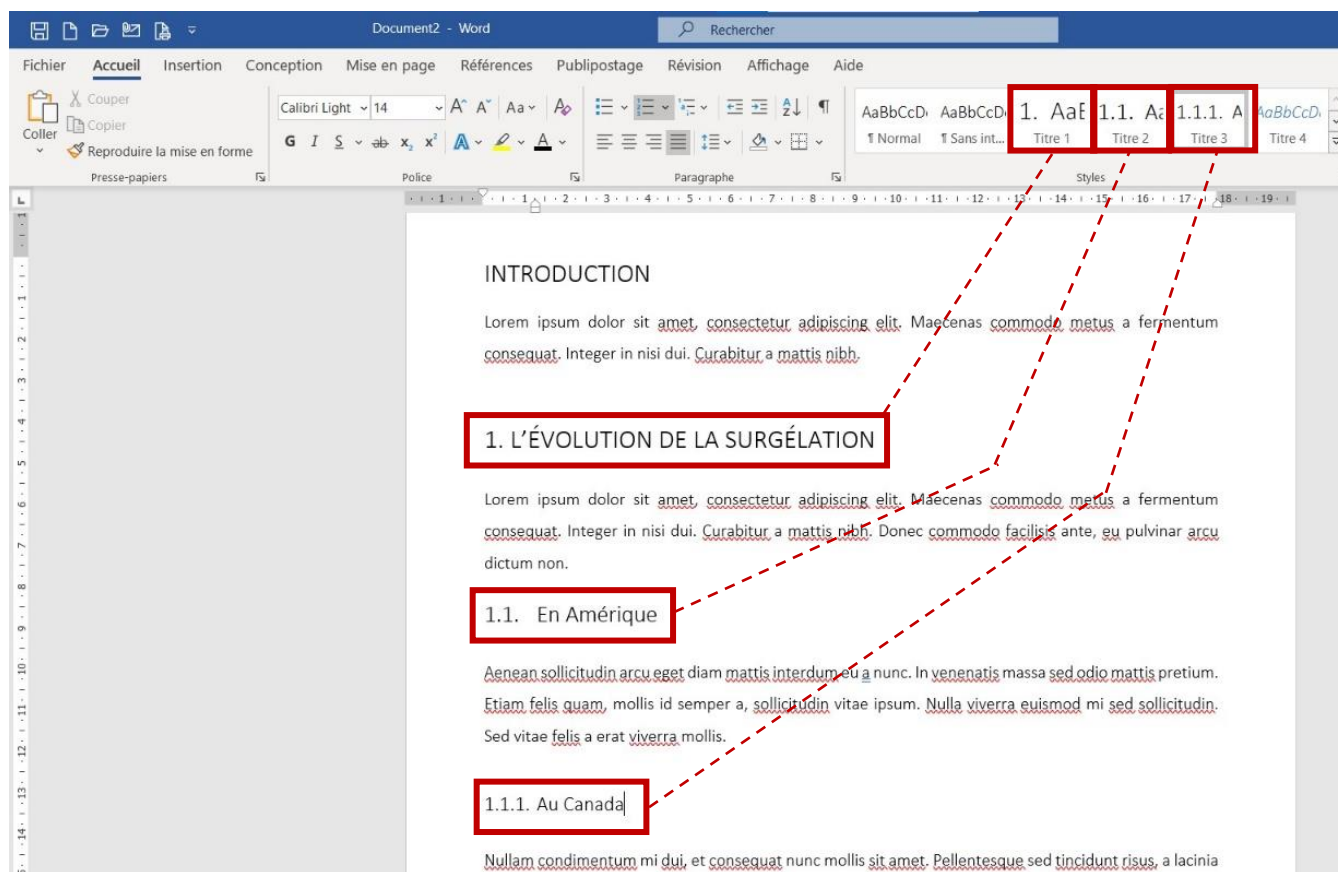 Document2 - Word
Rechercher
Fichier Accueil Insertion Conception Mise en page Références Publipostage Révision Affichage Aide
Coller
Couper
Copier
Reproduire la mise en forme
Presse-papiers
Calibri Light 14
G I S ab x₂ x²
Police
Paragraphe
AaBbCcD AaBbCcD 1. AaE 1.1. Aa 1.1.1. A AaBbCcD
¶ Normal ¶ Sans int... Titre 1 Titre 2 Titre 3 Titre 4
Styles
INTRODUCTION
Lorem ipsum dolor sit amet, consectetur adipiscing elit. Maecenas commodo metus a fermentum
consequat. Integer in nisi dui. Curabitur a mattis nibh.
1. L'ÉVOLUTION DE LA SURGÉLATION
Lorem ipsum dolor sit amet, consectetur adipiscing elit. Maecenas commodo metus a fermentum
consequat. Integer in nisi dui. Curabitur a mattis nibh. Donec commodo facilisis ante, eu pulvinar arcu
dictum non.
1.1. En Amérique
Aenean sollicitudin arcu eget diam mattis interdum eu a nunc. In venenatis massa sed odio mattis pretium.
Etiam felis quam, mollis id semper a, sollicitudin vitae ipsum. Nulla viverra euismod mi sed sollicitudin.
Sed vitae felis a erat viverra mollis.
1.1.1. Au Canada
Nullam condimentum mi dui, et consequat nunc mollis sit amet. Pellentesque sed tincidunt risus, a lacinia